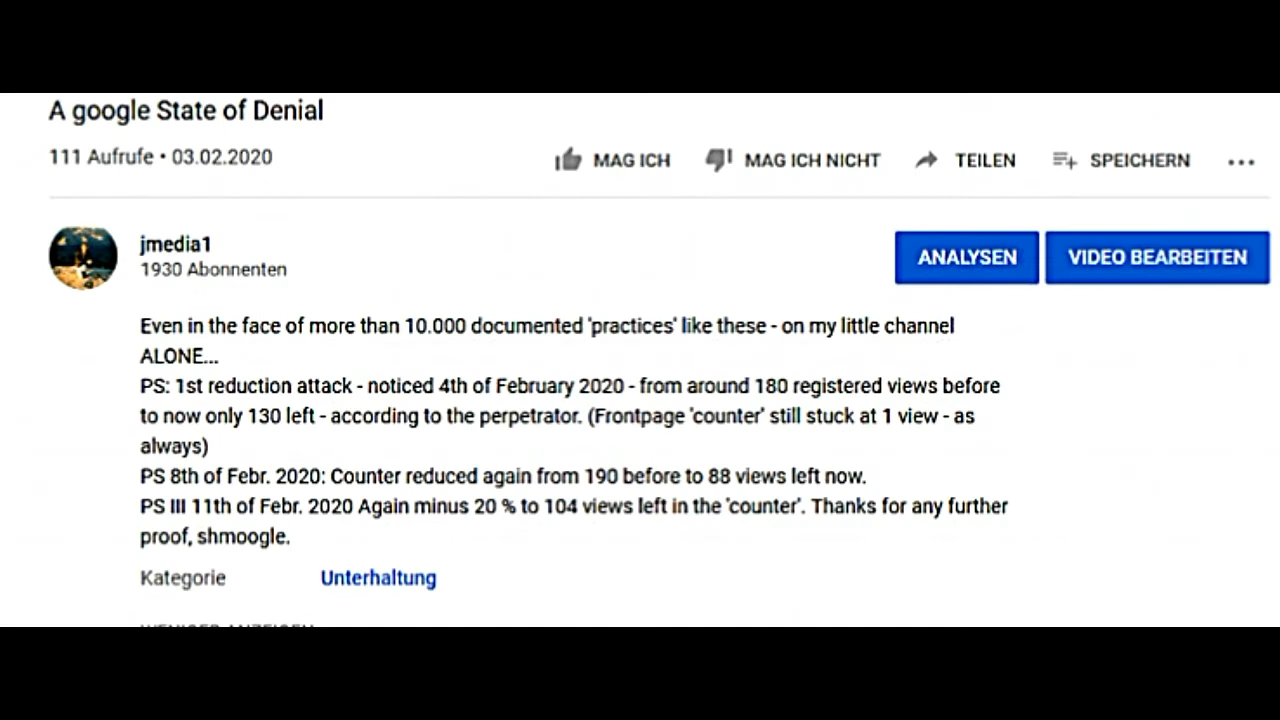 A google State of Denial
111 Aufrufe • 03.02.2020
MAG ICH MAG ICH NICHT TEILEN SPEICHERN
jmedia1
1930 Abonnenten
ANALYSEN VIDEO BEARBEITEN
Even in the face of more than 10.000 documented 'practices' like these - on my little channel
ALONE...
PS: 1st reduction attack - noticed 4th of February 2020 - from around 180 registered views before
to now only 130 left - according to the perpetrator. (Frontpage 'counter' still stuck at 1 view - as
always)
PS 8th of Febr. 2020: Counter reduced again from 190 before to 88 views left now.
PS III 11th of Febr. 2020 Again minus 20 % to 104 views left in the 'counter'. Thanks for any further
proof, shmoogle.
Kategorie Unterhaltung